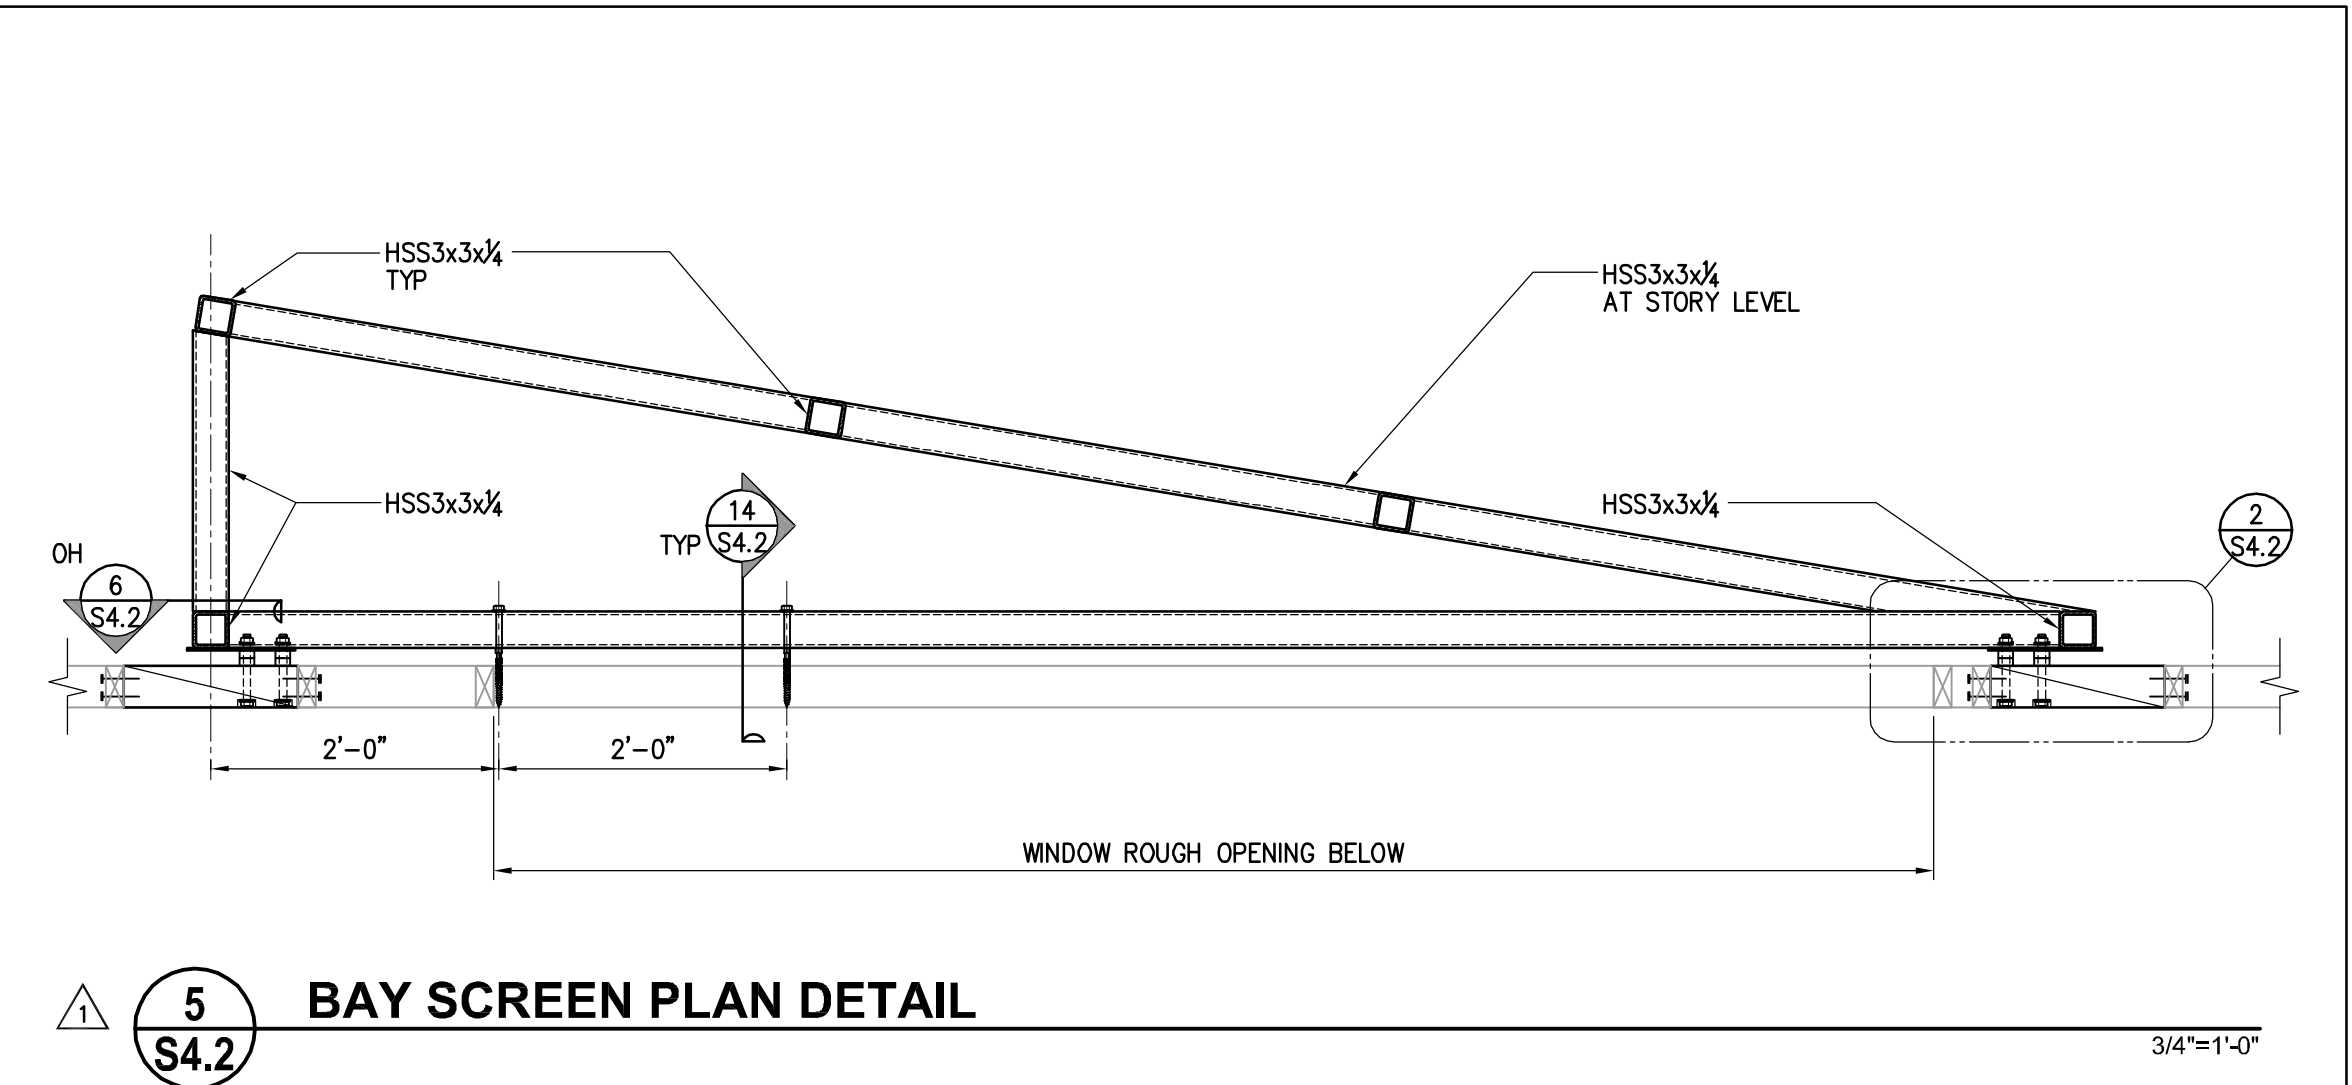 HSS3x3x¼
TYP
HSS3x3x¼
AT STORY LEVEL
HSS3x3x¼
HSS3x3x¼
14
S4.2
TYP
2
S4.2
OH
6
S4.2
2'-0"
2'-0"
WINDOW ROUGH OPENING BELOW
1
5
S4.2
BAY SCREEN PLAN DETAIL
3/4"=1'-0"